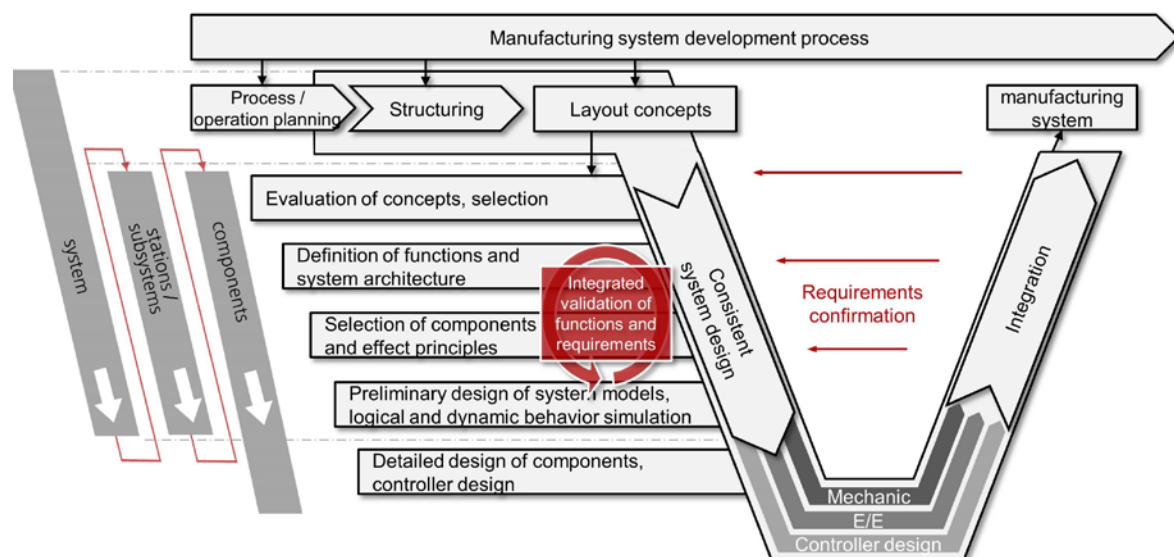 Manufacturing system development process
Process /
operation planning
Structuring
Layout concepts
manufacturing
system
Evaluation of concepts, selection
Definition of functions and
system architecture
Selection of components
and effect principles
Preliminary design of system models,
logical and dynamic behavior simulation
Detailed design of components,
controller design
system
stations /
subsystems
components
Integrated
validation of
functions and
requirements
Consistent
system design
Requirements
confirmation
Integration
Mechanic
E/E
Controller design